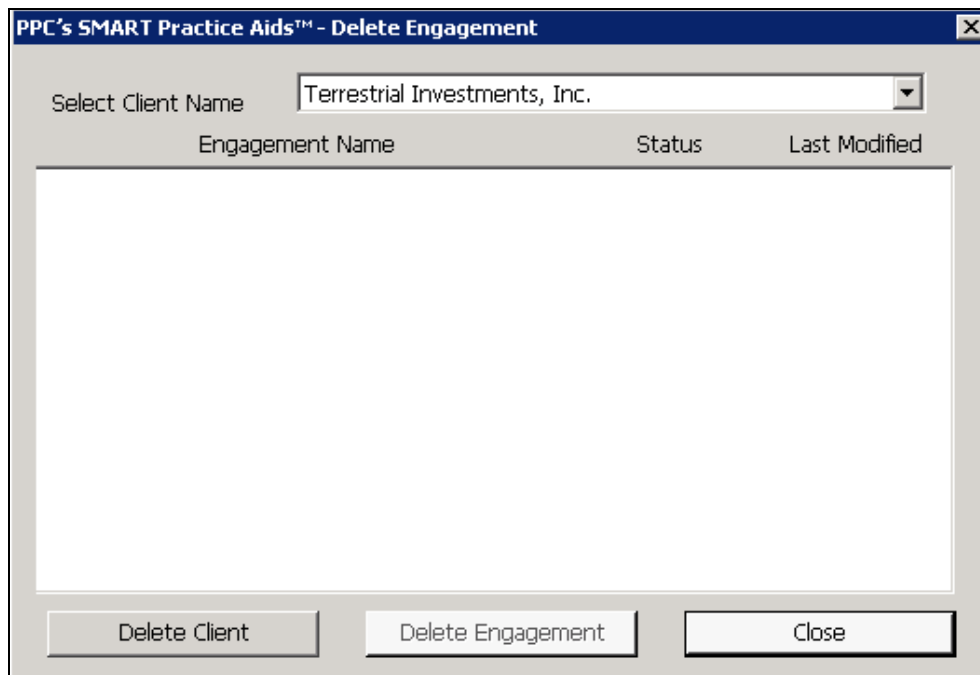 PPC's SMART Practice Aids™ - Delete Engagement
Select Client Name Terrestrial Investments, Inc.
Engagement Name Status Last Modified
Delete Client Delete Engagement Close